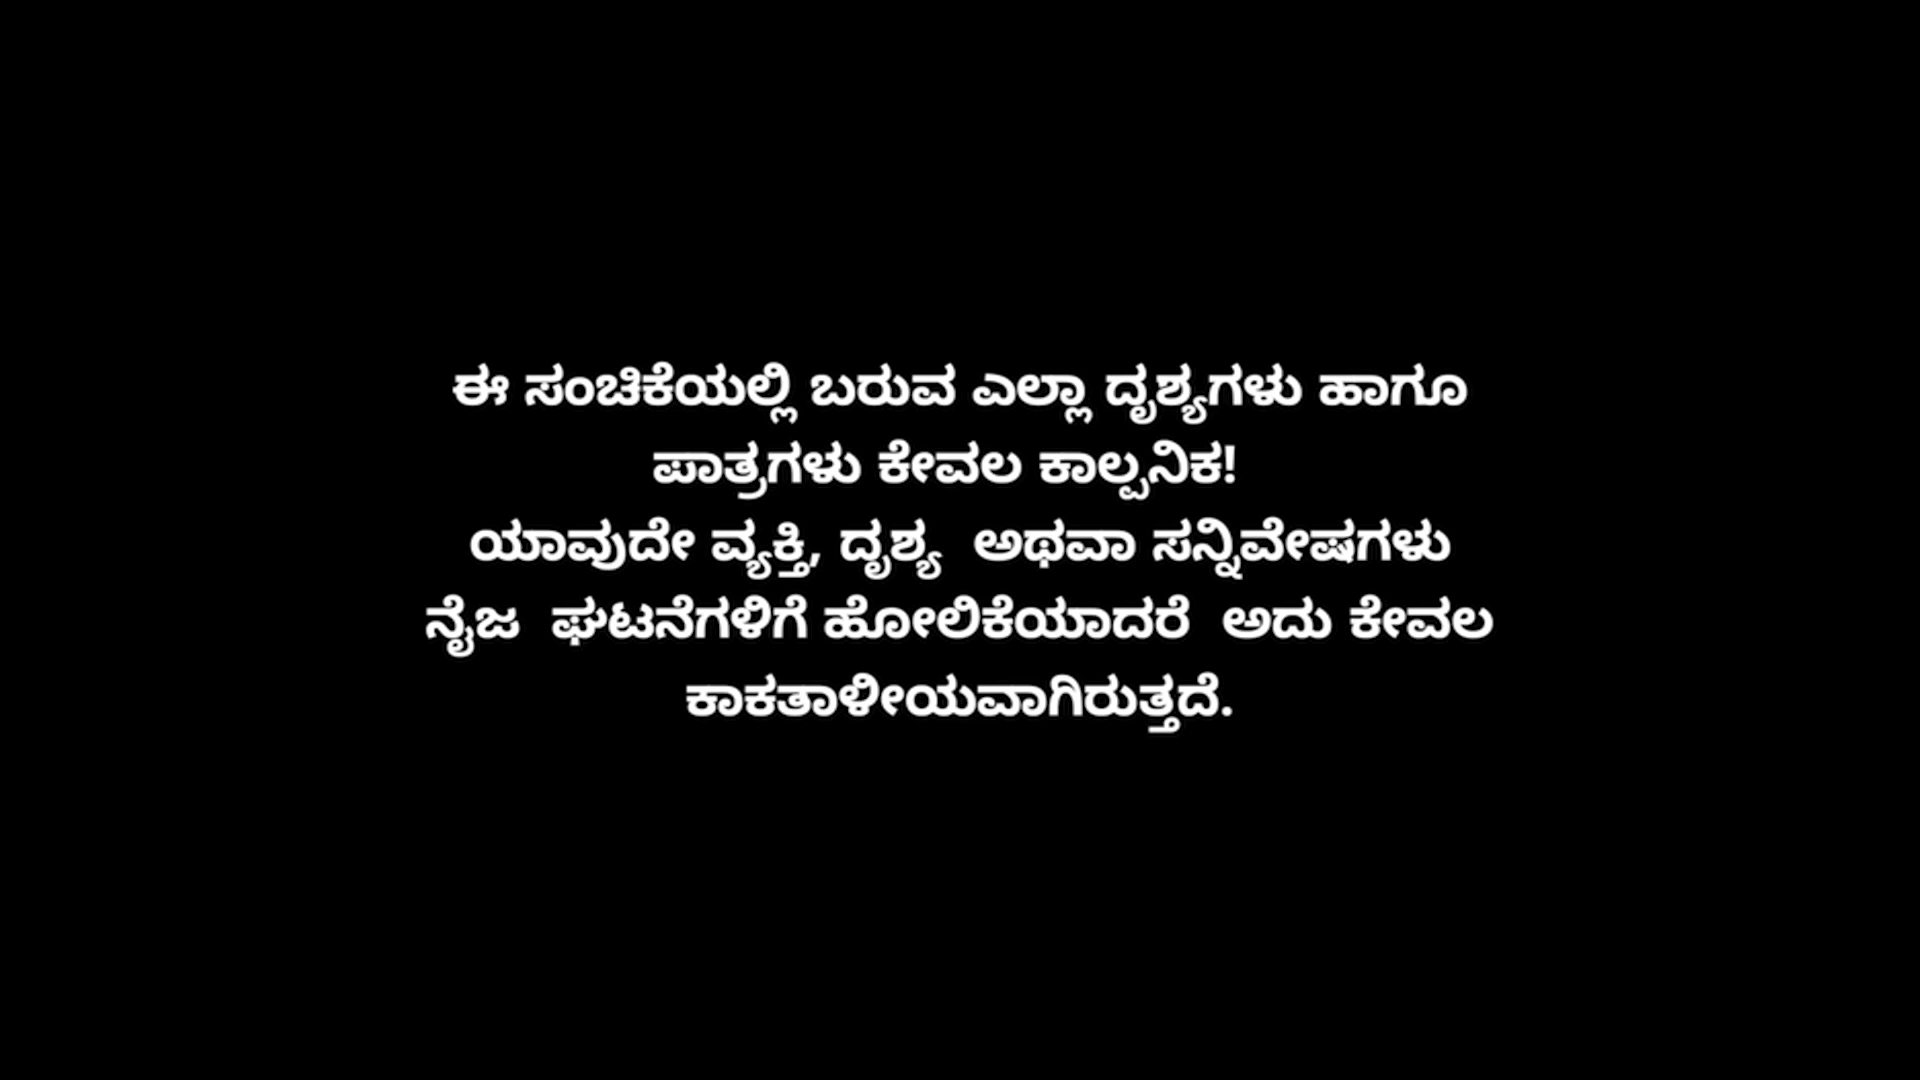 ಈ ಸಂಚಿಕೆಯಲ್ಲಿ ಬರುವ ಎಲ್ಲಾ ದೃಶ್ಯಗಳು ಹಾಗೂ
ಪಾತ್ರಗಳು ಕೇವಲ ಕಾಲ್ಪನಿಕ!
ಯಾವುದೇ ವ್ಯಕ್ತಿ, ದೃಶ್ಯ ಅಥವಾ ಸನ್ನಿವೇಷಗಳು
ನೈಜ ಘಟನೆಗಳಿಗೆ ಹೋಲಿಕೆಯಾದರೆ ಅದು ಕೇವಲ
ಕಾಕತಾಳೀಯವಾಗಿರುತ್ತದೆ.